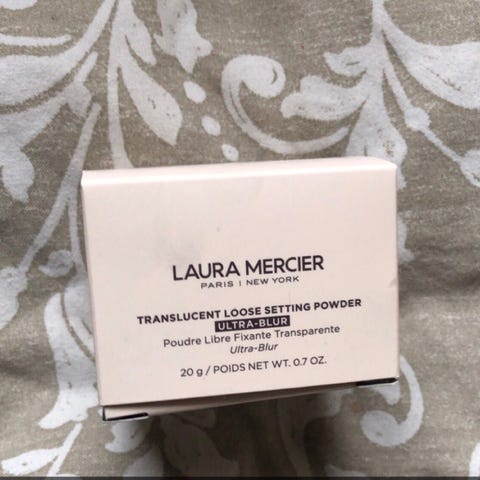 LAURA MERCIER
PARIS | NEW YORK
TRANSLUCENT LOOSE SETTING POWDER
ULTRA-BLUR
Poudre Libre Fixante Transparente
Ultra-Blur
20 g / POIDS NET WT. 0.7 OZ.